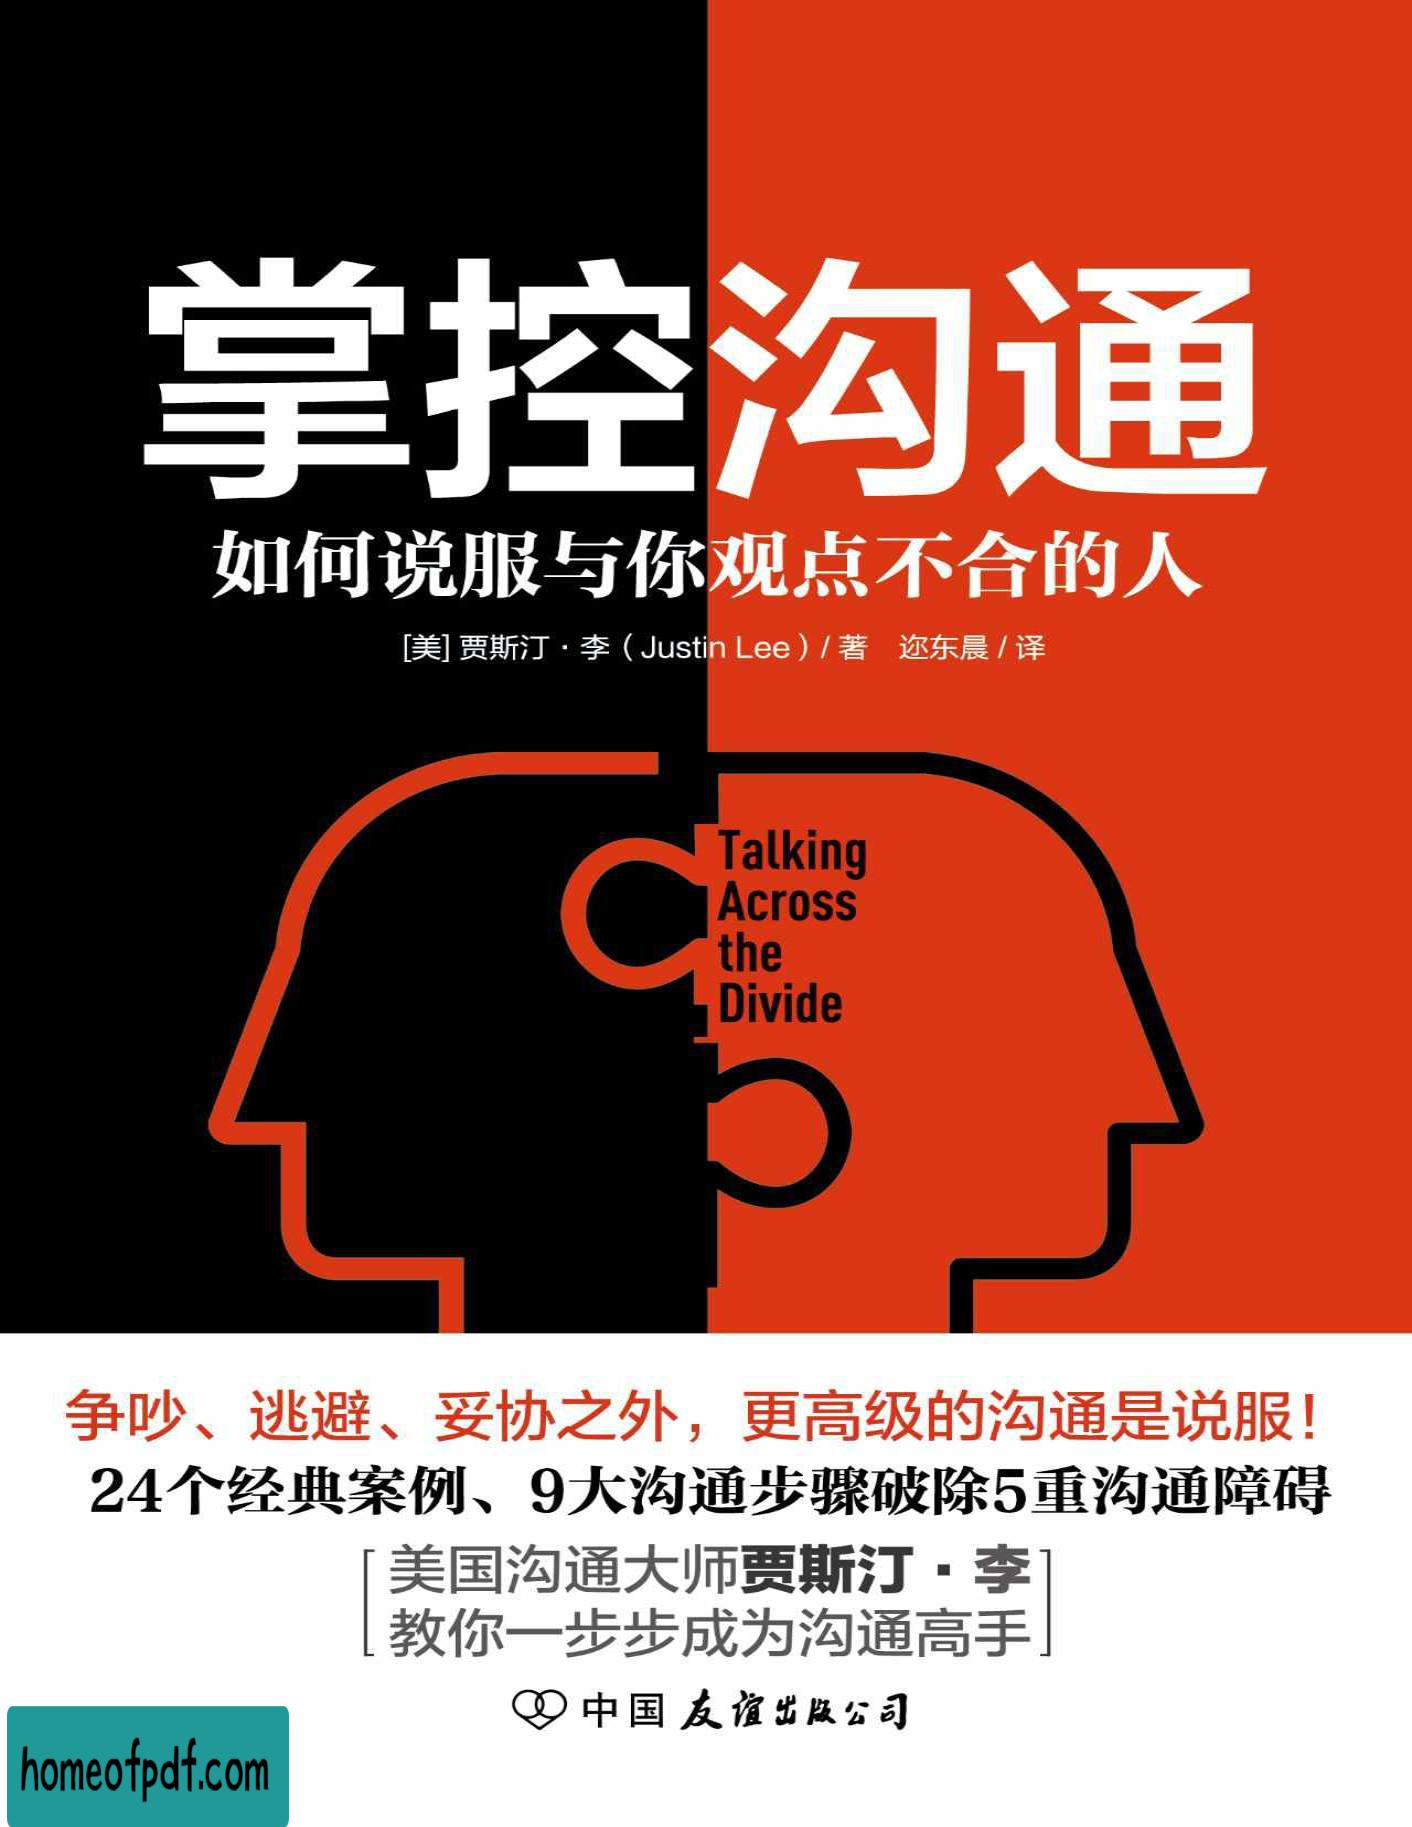 掌控沟通
如何说服与你观点不合的人
[美] 贾斯汀·李（Justin Lee）/ 著　迩东晨 / 译
Talking
Across
the
Divide
争吵、逃避、妥协之外，更高级的沟通是说服！
24个经典案例、9大沟通步骤破除5重沟通障碍
美国沟通大师贾斯汀·李
教你一步步成为沟通高手
中国友谊出版公司
homeofpdf.com